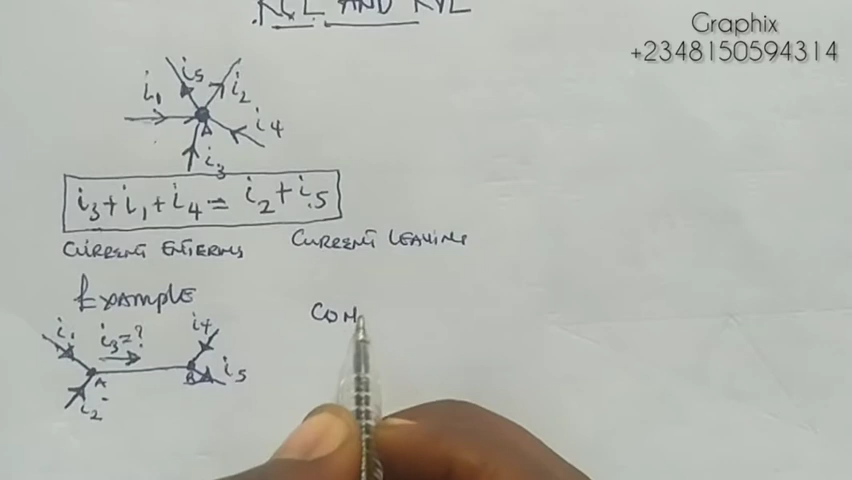 KCL AND KVL
Graphix
+2348150594314
i5
i1
i2
i4
A
i3
i3+i1+i4=i2+i5
CURRENT ENTERING
CURRENT LEAVING
Example
i1
i3=?
i4
A
B
i5
i2
CON